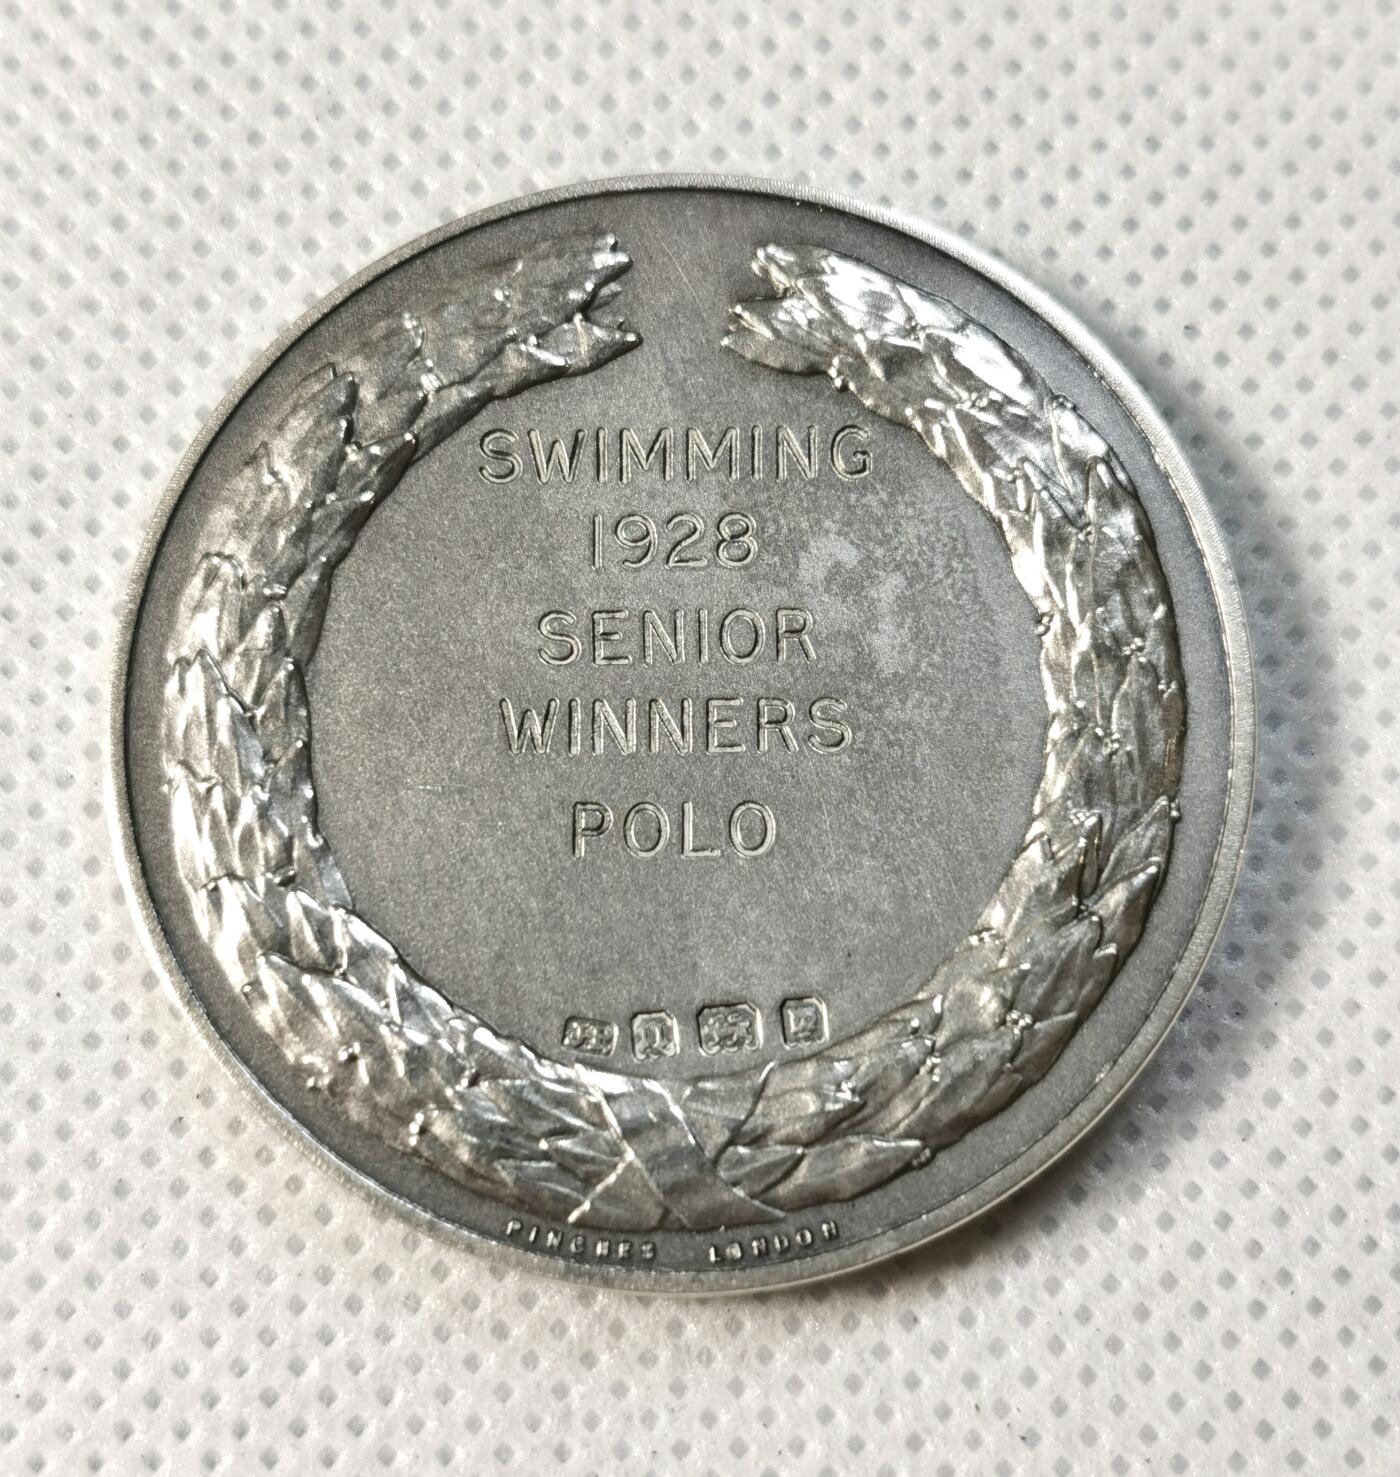 SWIMMING
1928
SENIOR
WINNERS
POLO
PINCHES LONDON